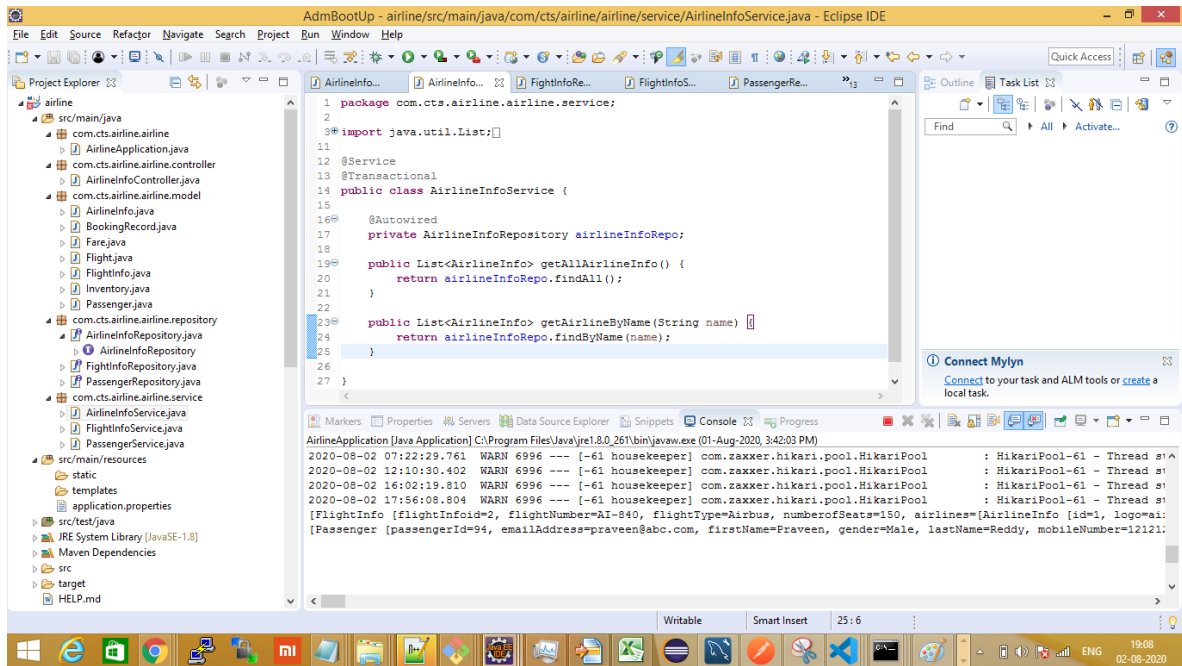 AdmBootUp - airline/src/main/java/com/cts/airline/airline/service/AirlineInfoService.java - Eclipse IDE
File Edit Source Refactor Navigate Search Project Run Window Help
Quick Access
Project Explorer
airline
src/main/java
com.cts.airline.airline
AirlineApplication.java
com.cts.airline.airline.controller
AirlineInfoController.java
com.cts.airline.airline.model
AirlineInfo.java
BookingRecord.java
Fare.java
Flight.java
FlightInfo.java
Inventory.java
Passenger.java
com.cts.airline.airline.repository
AirlineInfoRepository.java
AirlineInfoRepository
FightInfoRepository.java
PassengerRepository.java
com.cts.airline.airline.service
AirlineInfoService.java
FlightInfoService.java
PassengerService.java
src/main/resources
static
templates
application.properties
src/test/java
JRE System Library [JavaSE-1.8]
Maven Dependencies
src
target
HELP.md
AirlineInfo... AirlineInfo... FightInfoRe... FlightInfoS... PassengerRe... »13
1 package com.cts.airline.airline.service;
2
3 import java.util.List;
11
12 @Service
13 @Transactional
14 public class AirlineInfoService {
15
16 @Autowired
17 private AirlineInfoRepository airlineInfoRepo;
18
19 public List<AirlineInfo> getAllAirlineInfo() {
20 return airlineInfoRepo.findAll();
21 }
22
23 public List<AirlineInfo> getAirlineByName(String name) {
24 return airlineInfoRepo.findByName(name);
25 }
26
27 }
Outline Task List
Find All Activate...
Connect Mylyn
Connect to your task and ALM tools or create a
local task.
Markers Properties Servers Data Source Explorer Snippets Console Progress
AirlineApplication [Java Application] C:\Program Files\Java\jre1.8.0_261\bin\javaw.exe (01-Aug-2020, 3:42:03 PM)
2020-08-02 07:22:29.761 WARN 6996 --- [-61 housekeeper] com.zaxxer.hikari.pool.HikariPool : HikariPool-61 - Thread st
2020-08-02 12:10:30.402 WARN 6996 --- [-61 housekeeper] com.zaxxer.hikari.pool.HikariPool : HikariPool-61 - Thread st
2020-08-02 16:02:19.810 WARN 6996 --- [-61 housekeeper] com.zaxxer.hikari.pool.HikariPool : HikariPool-61 - Thread st
2020-08-02 17:56:08.804 WARN 6996 --- [-61 housekeeper] com.zaxxer.hikari.pool.HikariPool : HikariPool-61 - Thread st
[FlightInfo [flightInfoid=2, flightNumber=AI-840, flightType=Airbus, numberofSeats=150, airlines=[AirlineInfo [id=1, logo=ai
[Passenger [passengerId=94, emailAddress=praveen@abc.com, firstName=Praveen, gender=Male, lastName=Reddy, mobileNumber=121212
Writable Smart Insert 25 : 6
ENG
19:08
02-08-2020